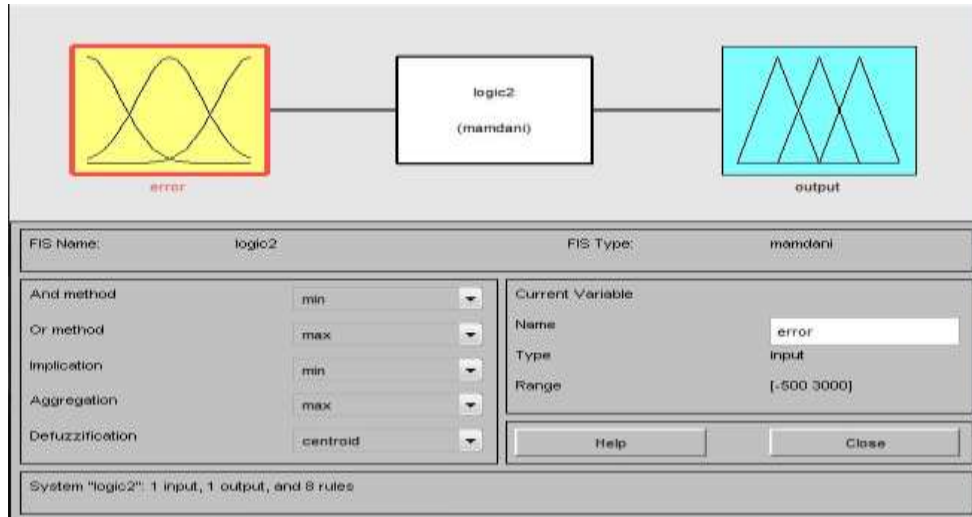 logic2
(mamdani)
error
output
FIS Name:
logic2
FIS Type:
mamdani
And method
min
Or method
max
Implication
min
Aggregation
max
Defuzzification
centroid
Current Variable
Name
error
Type
input
Range
[-500 3000]
Help
Close
System "logic2": 1 input, 1 output, and 8 rules